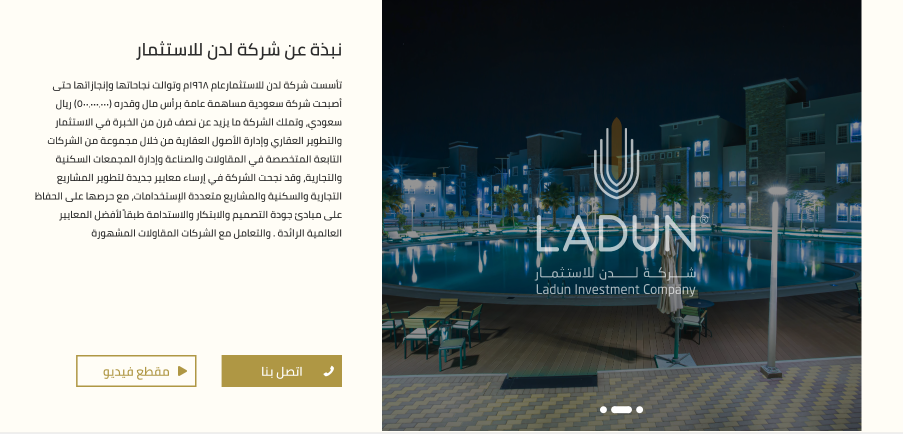 نبذة عن شركة لدن للاستثمار
تأسست شركة لدن للاستثمارعام ١٩٦٨م وتوالت نجاحاتها وإنجازاتها حتى
أصبحت شركة سعودية مساهمة عامة برأس مال وقدره (٥٠٠,٠٠٠,٠٠٠) ريال
سعودي، وتملك الشركة ما يزيد عن نصف قرن من الخبرة في الاستثمار
والتطوير العقاري وإدارة الأصول العقارية من خلال مجموعة من الشركات
التابعة المتخصصة في المقاولات والصناعة وإدارة المجمعات السكنية
والتجارية، وقد نجحت الشركة في إرساء معايير جديدة لتطوير المشاريع
التجارية والسكنية والمشاريع متعددة الإستخدامات، مع حرصها على الحفاظ
على مبادئ جودة التصميم والابتكار والاستدامة طبقاً لأفضل المعايير
العالمية الرائدة . والتعامل مع الشركات المقاولات المشهورة
اتصل بنا
مقطع فيديو
LADUN®
شركة لدن للاستثمار
Ladun Investment Company